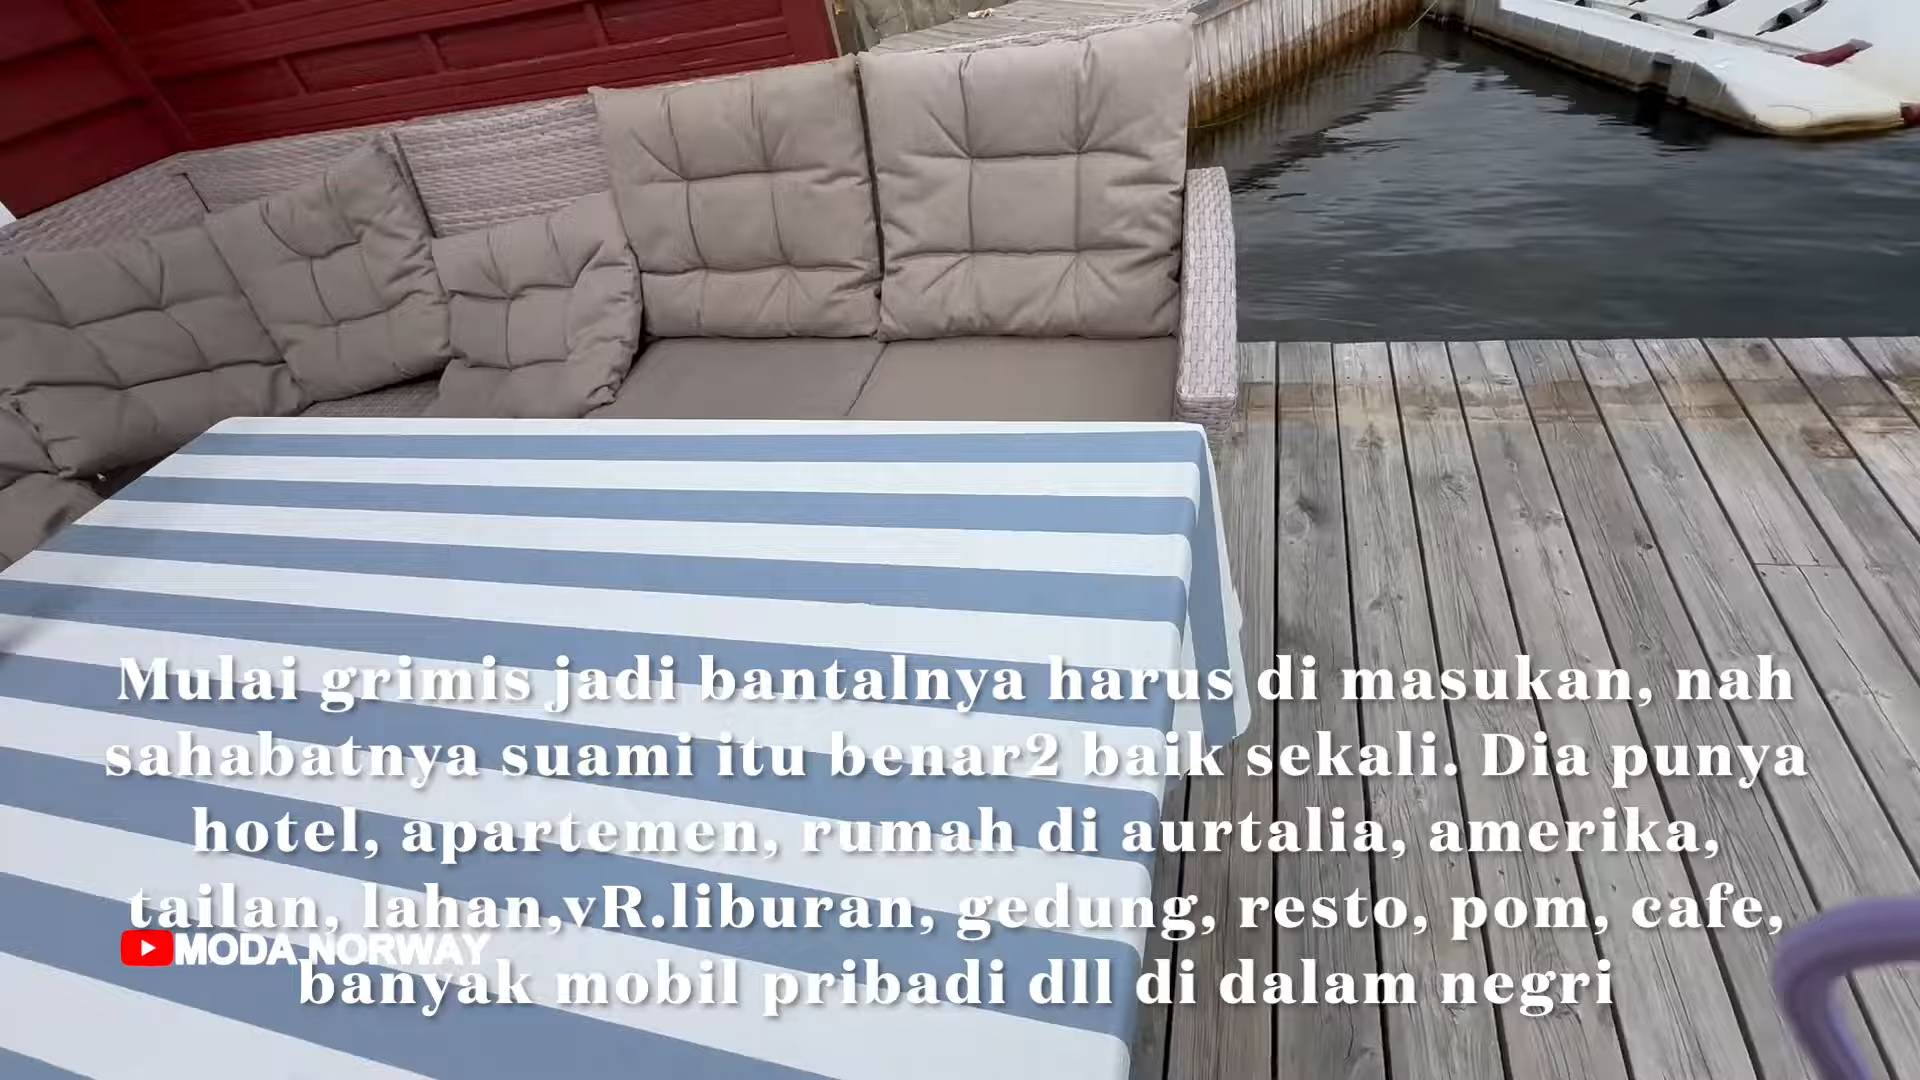 Mulai grimis jadi bantalnya harus di masukan, nah
sahabatnya suami itu benar2 baik sekali. Dia punya
hotel, apartemen, rumah di aurtalia, amerika,
tailan, lahan,vR.liburan, gedung, resto, pom, cafe,
MODA NORWAY
banyak mobil pribadi dll di dalam negri